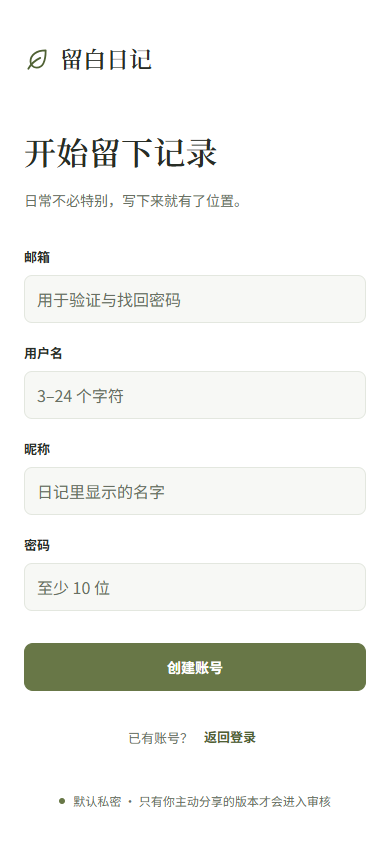 留白日记
开始留下记录
日常不必特别，写下来就有了位置。
邮箱
用于验证与找回密码
用户名
3–24 个字符
昵称
日记里显示的名字
密码
至少 10 位
创建账号
已有账号？ 返回登录
默认私密 · 只有你主动分享的版本才会进入审核